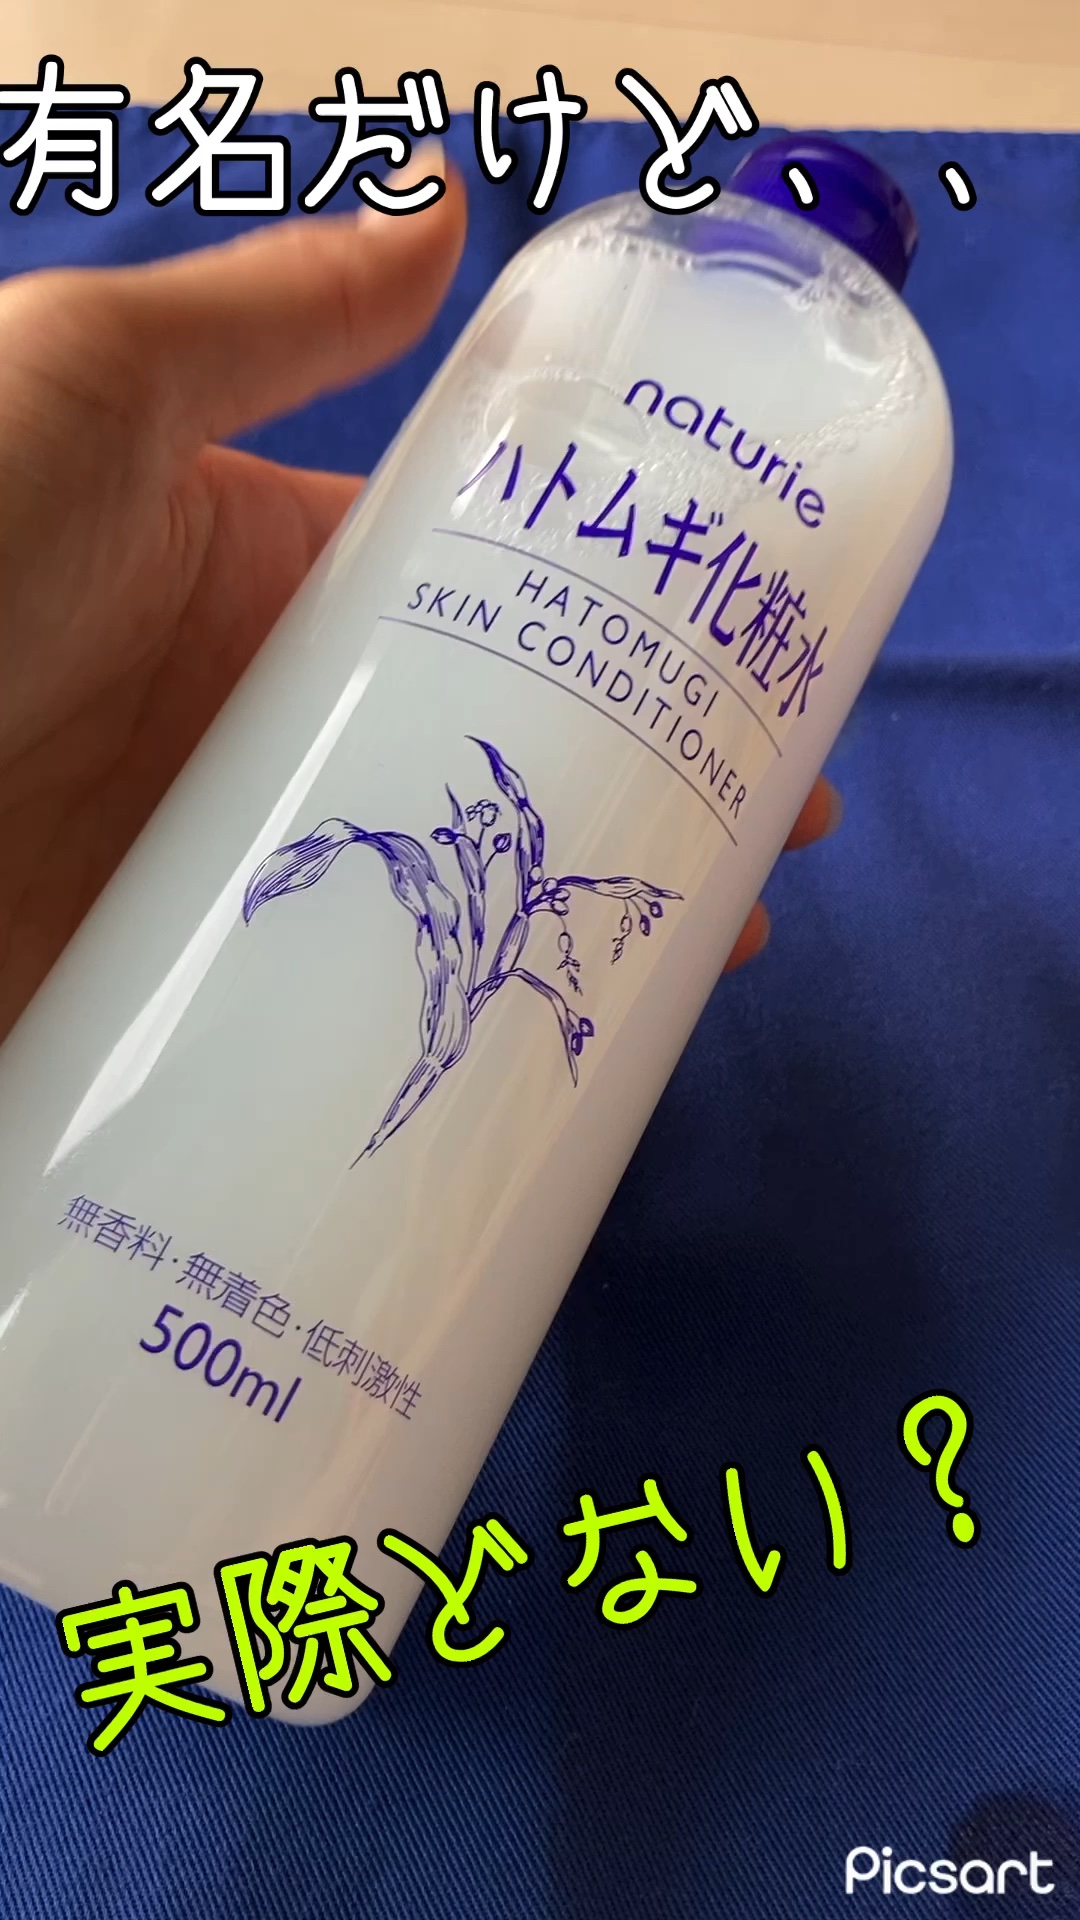 有名だけど、、
naturie
ハトムギ化粧水
HATOMUGI
SKIN CONDITIONER
無香料・無着色・低刺激性
500ml
実際どない？
Picsart